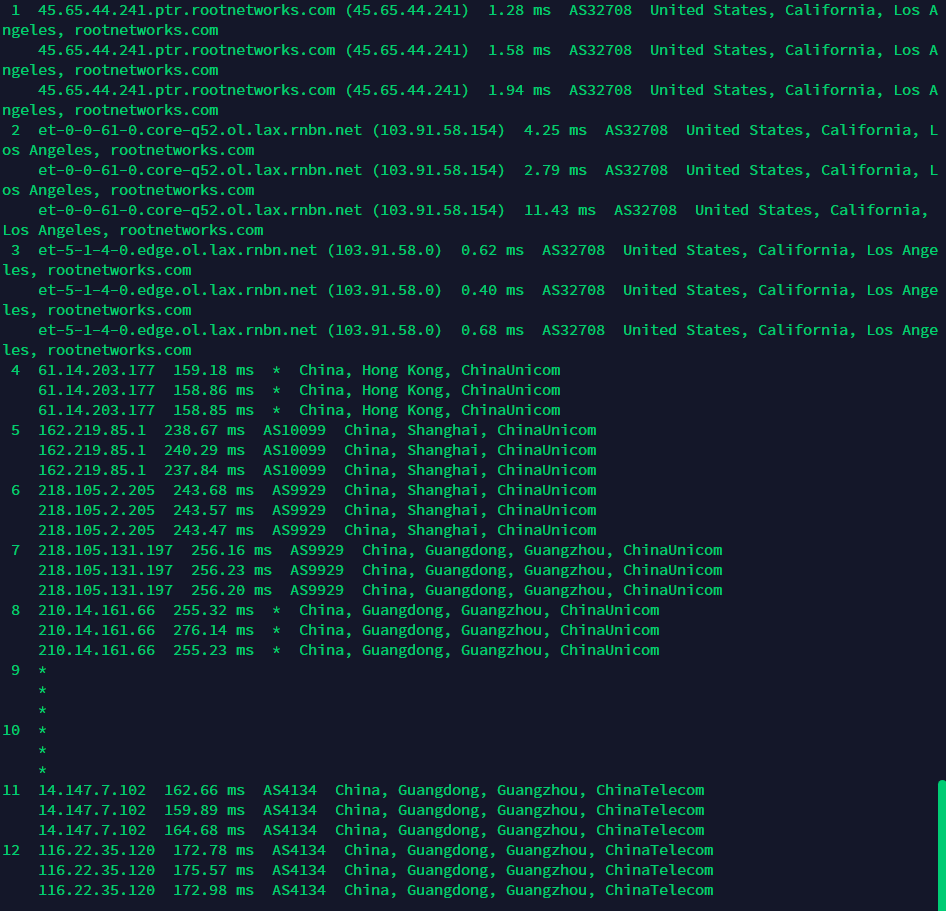 1  45.65.44.241.ptr.rootnetworks.com (45.65.44.241)  1.28 ms  AS32708  United States, California, Los A
ngeles, rootnetworks.com
45.65.44.241.ptr.rootnetworks.com (45.65.44.241)  1.58 ms  AS32708  United States, California, Los A
ngeles, rootnetworks.com
45.65.44.241.ptr.rootnetworks.com (45.65.44.241)  1.94 ms  AS32708  United States, California, Los A
ngeles, rootnetworks.com
2  et-0-0-61-0.core-q52.ol.lax.rnbn.net (103.91.58.154)  4.25 ms  AS32708  United States, California, L
os Angeles, rootnetworks.com
et-0-0-61-0.core-q52.ol.lax.rnbn.net (103.91.58.154)  2.79 ms  AS32708  United States, California, L
os Angeles, rootnetworks.com
et-0-0-61-0.core-q52.ol.lax.rnbn.net (103.91.58.154)  11.43 ms  AS32708  United States, California,
Los Angeles, rootnetworks.com
3  et-5-1-4-0.edge.ol.lax.rnbn.net (103.91.58.0)  0.62 ms  AS32708  United States, California, Los Ange
les, rootnetworks.com
et-5-1-4-0.edge.ol.lax.rnbn.net (103.91.58.0)  0.40 ms  AS32708  United States, California, Los Ange
les, rootnetworks.com
et-5-1-4-0.edge.ol.lax.rnbn.net (103.91.58.0)  0.68 ms  AS32708  United States, California, Los Ange
les, rootnetworks.com
4  61.14.203.177  159.18 ms  *  China, Hong Kong, ChinaUnicom
61.14.203.177  158.86 ms  *  China, Hong Kong, ChinaUnicom
61.14.203.177  158.85 ms  *  China, Hong Kong, ChinaUnicom
5  162.219.85.1  238.67 ms  AS10099  China, Shanghai, ChinaUnicom
162.219.85.1  240.29 ms  AS10099  China, Shanghai, ChinaUnicom
162.219.85.1  237.84 ms  AS10099  China, Shanghai, ChinaUnicom
6  218.105.2.205  243.68 ms  AS9929  China, Shanghai, ChinaUnicom
218.105.2.205  243.57 ms  AS9929  China, Shanghai, ChinaUnicom
218.105.2.205  243.47 ms  AS9929  China, Shanghai, ChinaUnicom
7  218.105.131.197  256.16 ms  AS9929  China, Guangdong, Guangzhou, ChinaUnicom
218.105.131.197  256.23 ms  AS9929  China, Guangdong, Guangzhou, ChinaUnicom
218.105.131.197  256.20 ms  AS9929  China, Guangdong, Guangzhou, ChinaUnicom
8  210.14.161.66  255.32 ms  *  China, Guangdong, Guangzhou, ChinaUnicom
210.14.161.66  276.14 ms  *  China, Guangdong, Guangzhou, ChinaUnicom
210.14.161.66  255.23 ms  *  China, Guangdong, Guangzhou, ChinaUnicom
9  *
*
*
10  *
*
*
11  14.147.7.102  162.66 ms  AS4134  China, Guangdong, Guangzhou, ChinaTelecom
14.147.7.102  159.89 ms  AS4134  China, Guangdong, Guangzhou, ChinaTelecom
14.147.7.102  164.68 ms  AS4134  China, Guangdong, Guangzhou, ChinaTelecom
12  116.22.35.120  172.78 ms  AS4134  China, Guangdong, Guangzhou, ChinaTelecom
116.22.35.120  175.57 ms  AS4134  China, Guangdong, Guangzhou, ChinaTelecom
116.22.35.120  172.98 ms  AS4134  China, Guangdong, Guangzhou, ChinaTelecom